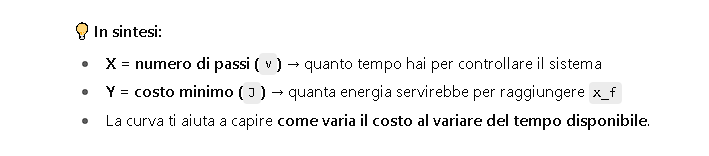 💡 In sintesi:
• X = numero di passi ( v ) → quanto tempo hai per controllare il sistema
• Y = costo minimo ( J ) → quanta energia servirebbe per raggiungere x_f
• La curva ti aiuta a capire come varia il costo al variare del tempo disponibile.